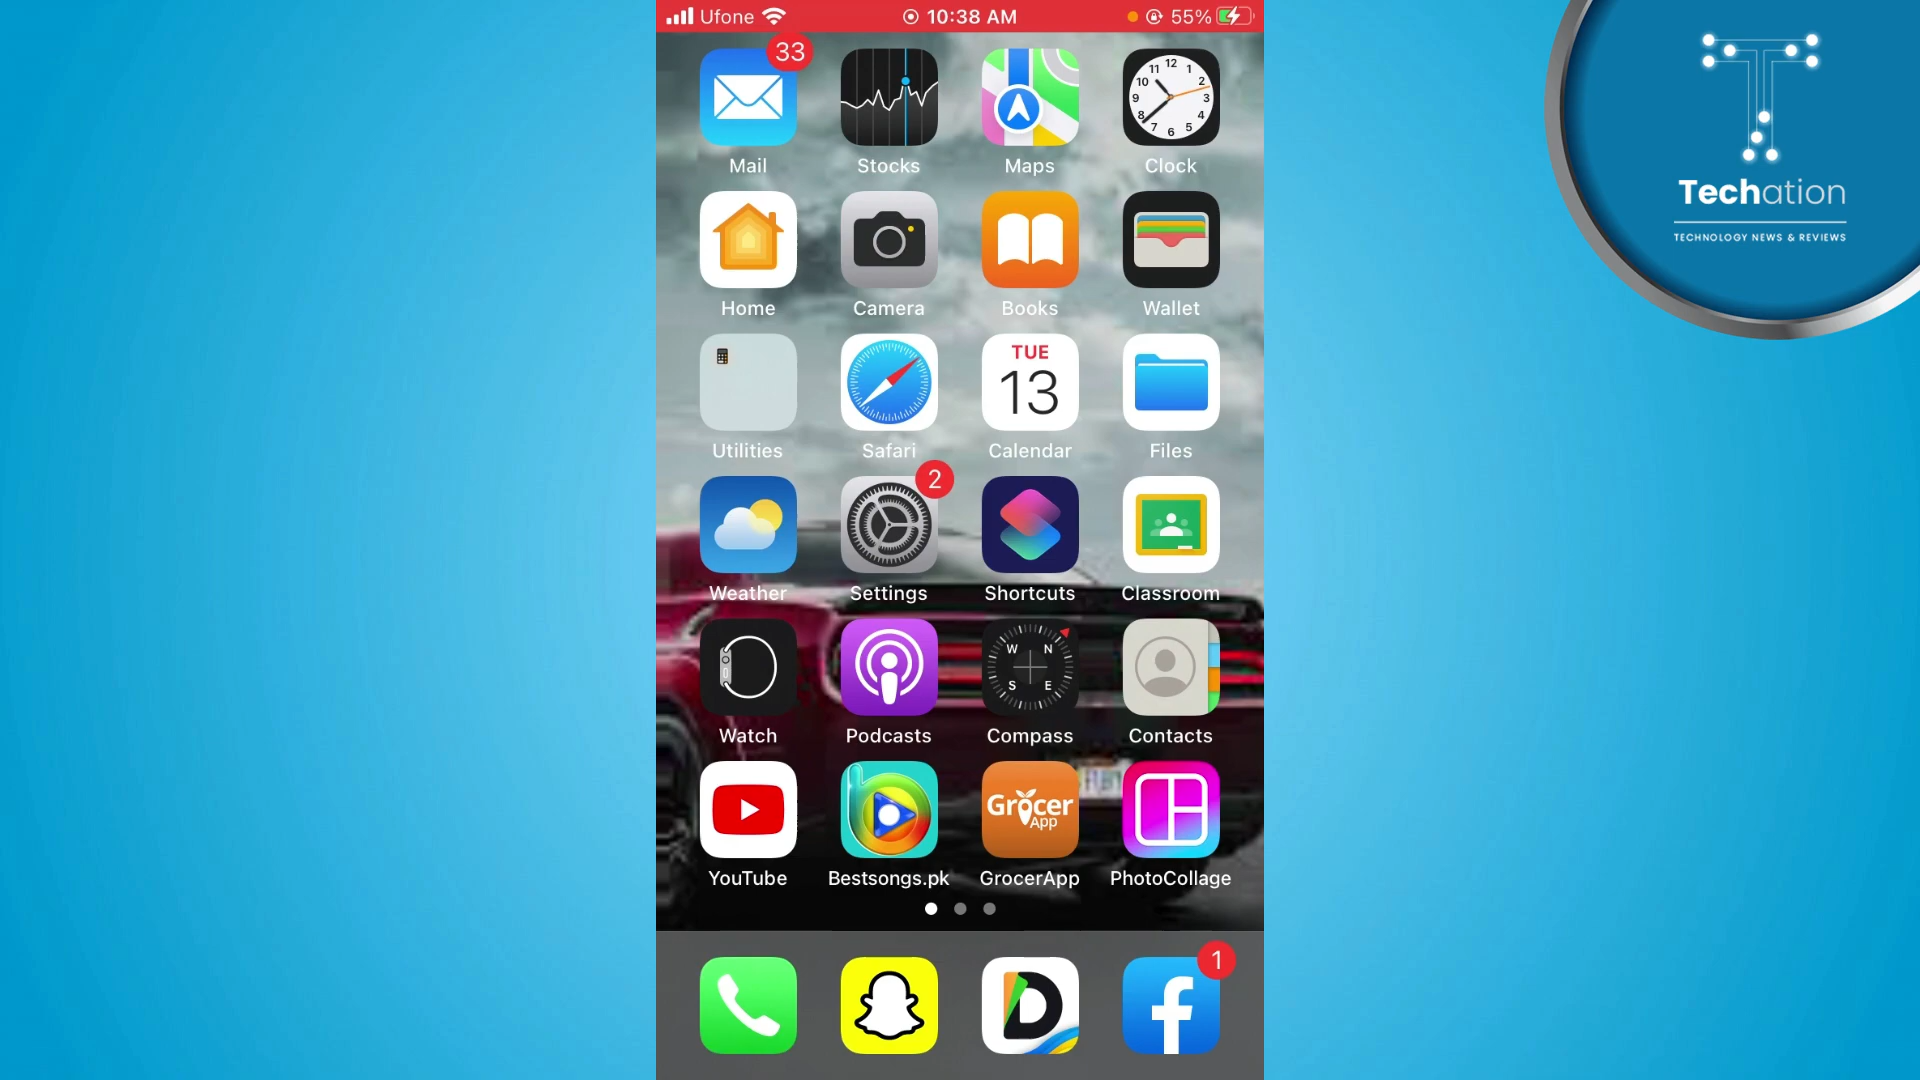 Ufone 10:38 AM 55%
33
Mail Stocks Maps Clock
Home Camera Books Wallet
TUE
13
Utilities Safari Calendar Files
2
Weather Settings Shortcuts Classroom
W N
S E
Watch Podcasts Compass Contacts
Grocer
App
YouTube Bestsongs.pk GrocerApp PhotoCollage
1
Techation
TECHNOLOGY NEWS & REVIEWS